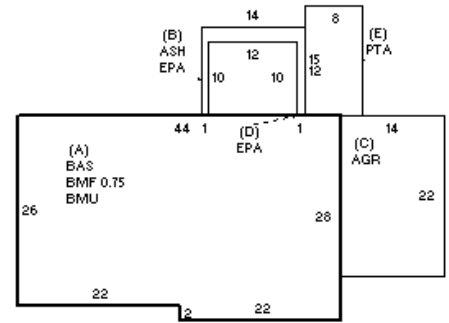 14
8
(B)
ASH
EPA
(E)
PTA
12
15
12
10
10
44
1
(D)
EPA
1
14
(A)
BAS
BMF 0.75
BMU
(C)
AGR
22
26
28
22
2
22